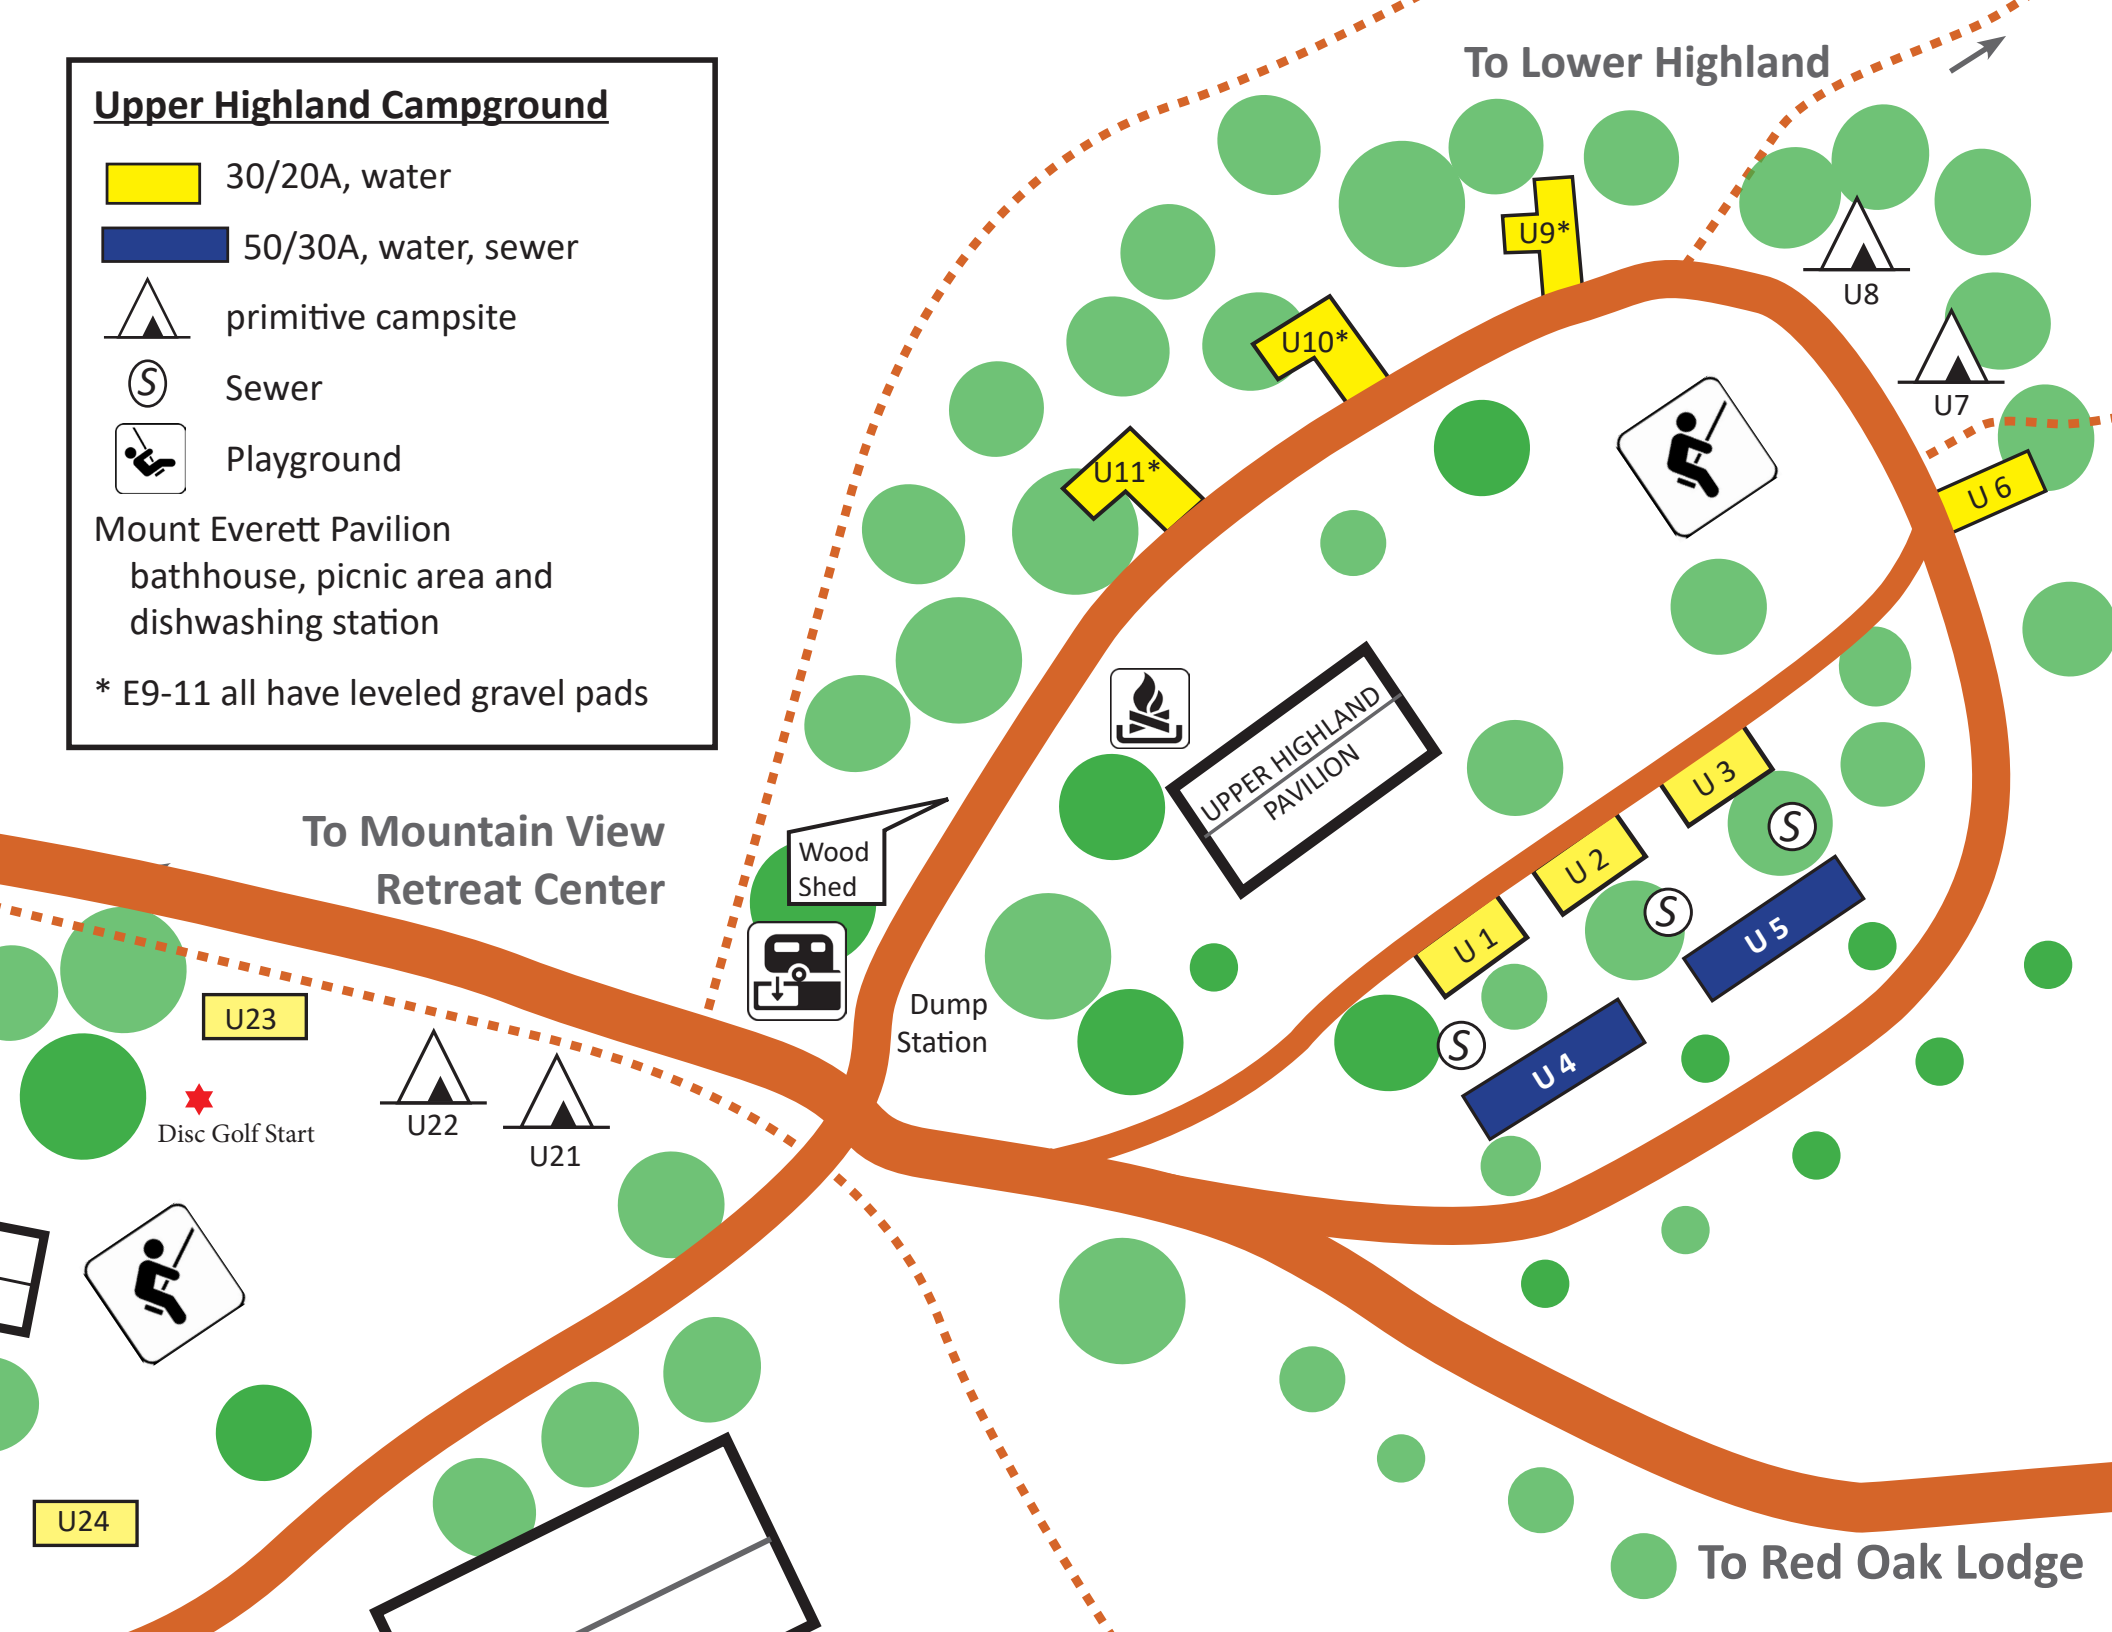 Upper Highland Campground
30/20A, water
50/30A, water, sewer
primitive campsite
S
Sewer
Playground
Mount Everett Pavilion
bathhouse, picnic area and
dishwashing station
* E9-11 all have leveled gravel pads
To Lower Highland
U9*
U8
U10*
U7
U11*
U 6
UPPER HIGHLAND
PAVILION
U 3
S
U 2
S
U 1
U 5
S
U 4
To Mountain View
Retreat Center
Wood
Shed
Dump
Station
U23
U22
U21
Disc Golf Start
U24
To Red Oak Lodge